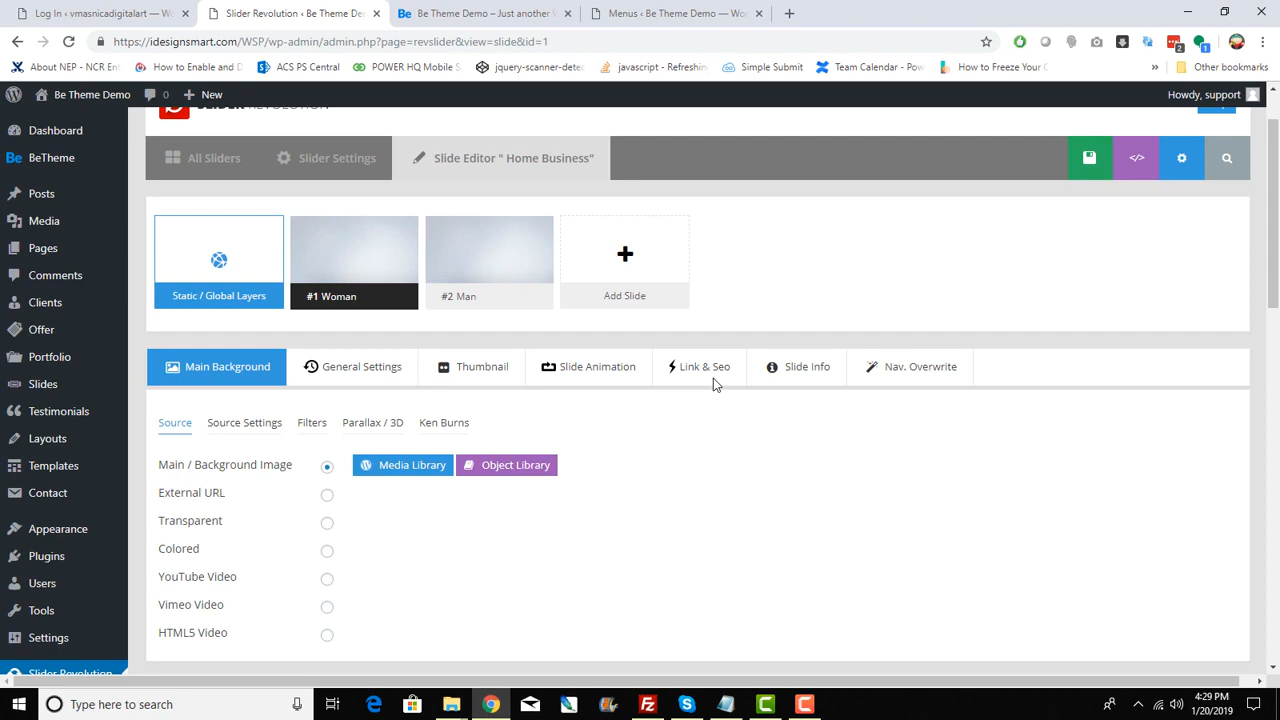 Log In ‹ vmasnicadigitalart — Wo
Slider Revolution ‹ Be Theme De
Be Theme Demo – Just another W
Menus ‹ Be Theme Demo — Wor
https://idesignsmart.com/WSP/wp-admin/admin.php?page=revslider&view=slide&id=1
About NEP - NCR Ent
How to Enable and D
ACS PS Central
POWER HQ Mobile S
jquery-scanner-detec
javascript - Refreshing
Simple Submit
Team Calendar - Pow
How to Freeze Your C
»
Other bookmarks
Be Theme Demo
0
New
Howdy, support
SLIDER REVOLUTION
Dashboard
BeTheme
Posts
Media
Pages
Comments
Clients
Offer
Portfolio
Slides
Testimonials
Layouts
Templates
Contact
Appearance
Plugins
Users
Tools
Settings
Slider Revolution
All Sliders
Slider Settings
Slide Editor " Home Business"
</>
Static / Global Layers
#1 Woman
#2 Man
Add Slide
Main Background
General Settings
Thumbnail
Slide Animation
Link & Seo
Slide Info
Nav. Overwrite
Source
Source Settings
Filters
Parallax / 3D
Ken Burns
Main / Background Image
Media Library
Object Library
External URL
Transparent
Colored
YouTube Video
Vimeo Video
HTML5 Video
Type here to search
4:29 PM
1/20/2019